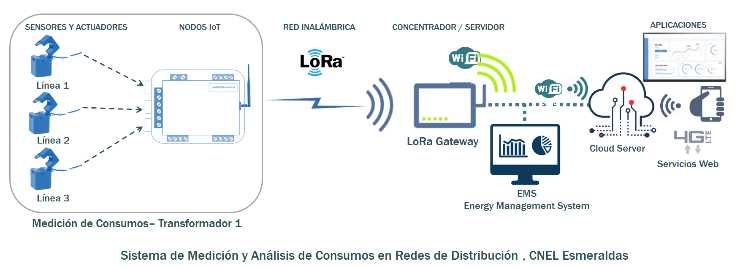 SENSORES Y ACTUADORES
NODOS IoT
RED INALÁMBRICA
CONCENTRADOR / SERVIDOR
APLICACIONES
Línea 1
Línea 2
Línea 3
LoRa™
WiFi
WiFi
LoRa Gateway
EMS
Energy Management System
Cloud Server
4G LTE
Servicios Web
Medición de Consumos– Transformador 1
Sistema de Medición y Análisis de Consumos en Redes de Distribución , CNEL Esmeraldas